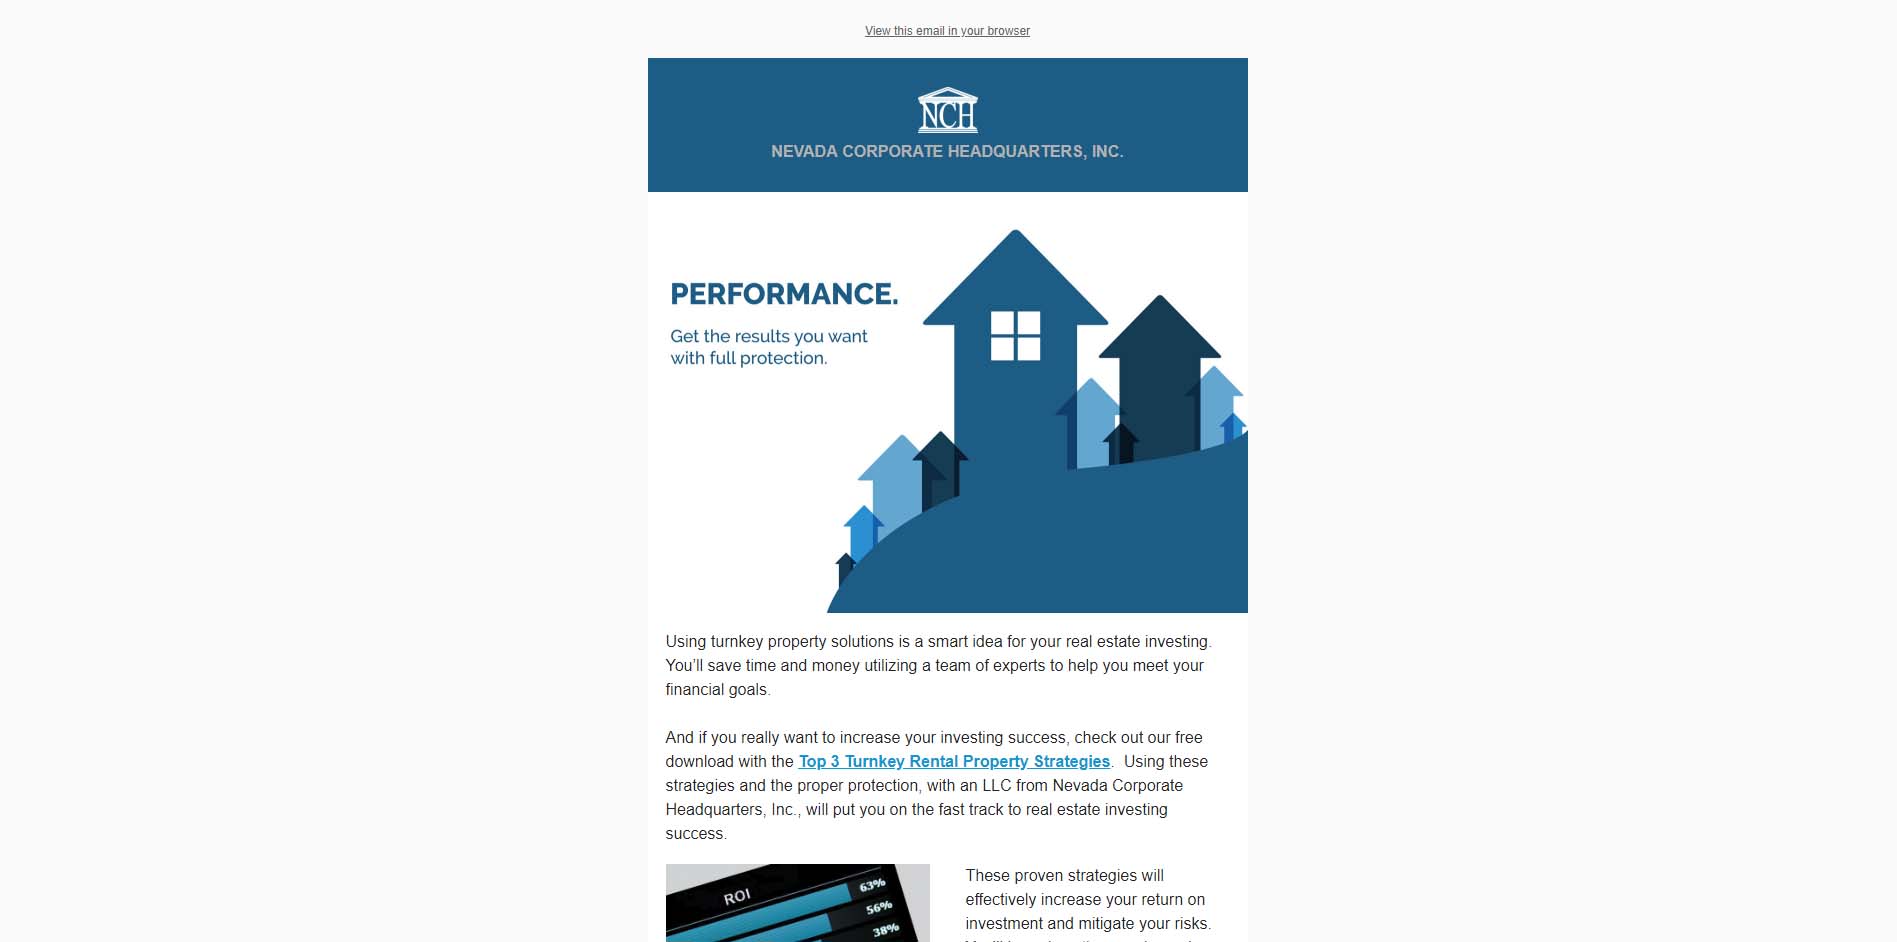 View this email in your browser
NCH
NEVADA CORPORATE HEADQUARTERS, INC.
PERFORMANCE.
Get the results you want
with full protection.
Using turnkey property solutions is a smart idea for your real estate investing.
You’ll save time and money utilizing a team of experts to help you meet your
financial goals.
And if you really want to increase your investing success, check out our free
download with the Top 3 Turnkey Rental Property Strategies.  Using these
strategies and the proper protection, with an LLC from Nevada Corporate
Headquarters, Inc., will put you on the fast track to real estate investing
success.
ROI
63%
56%
38%
These proven strategies will
effectively increase your return on
investment and mitigate your risks.